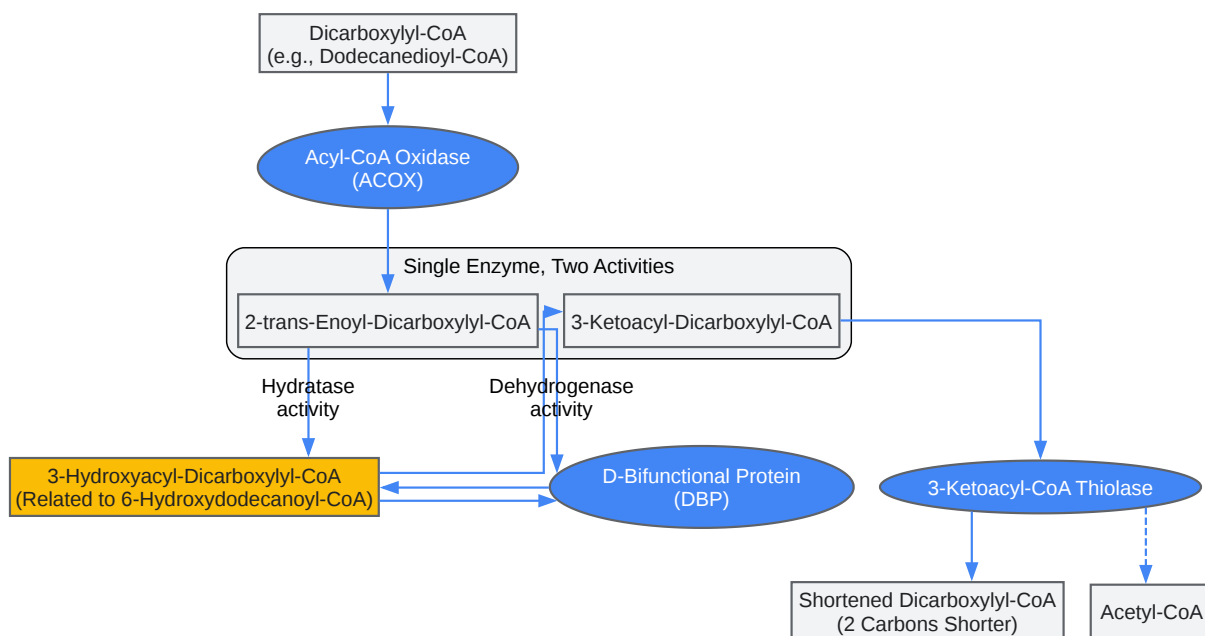 Dicarboxylyl-CoA
(e.g., Dodecanedioyl-CoA)
Acyl-CoA Oxidase
(ACOX)
Single Enzyme, Two Activities
2-trans-Enoyl-Dicarboxylyl-CoA
3-Ketoacyl-Dicarboxylyl-CoA
Hydratase
activity
Dehydrogenase
activity
3-Hydroxyacyl-Dicarboxylyl-CoA
(Related to 6-Hydroxydodecanoyl-CoA)
D-Bifunctional Protein
(DBP)
3-Ketoacyl-CoA Thiolase
Shortened Dicarboxylyl-CoA
(2 Carbons Shorter)
Acetyl-CoA